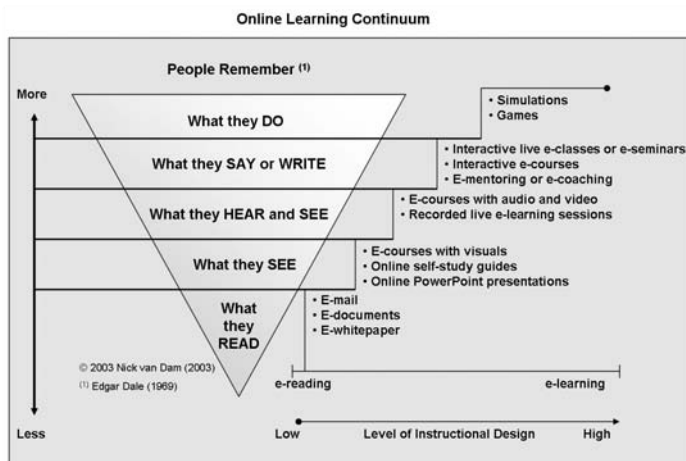 Online Learning Continuum
People Remember (1)
More
What they DO
• Simulations
• Games
What they SAY or WRITE
• Interactive live e-classes or e-seminars
• Interactive e-courses
• E-mentoring or e-coaching
What they HEAR and SEE
• E-courses with audio and video
• Recorded live e-learning sessions
What they SEE
• E-courses with visuals
• Online self-study guides
• Online PowerPoint presentations
What
they
READ
• E-mail
• E-documents
• E-whitepaper
© 2003 Nick van Dam (2003)
(1) Edgar Dale (1969)
e-reading e-learning
Less
Low Level of Instructional Design High